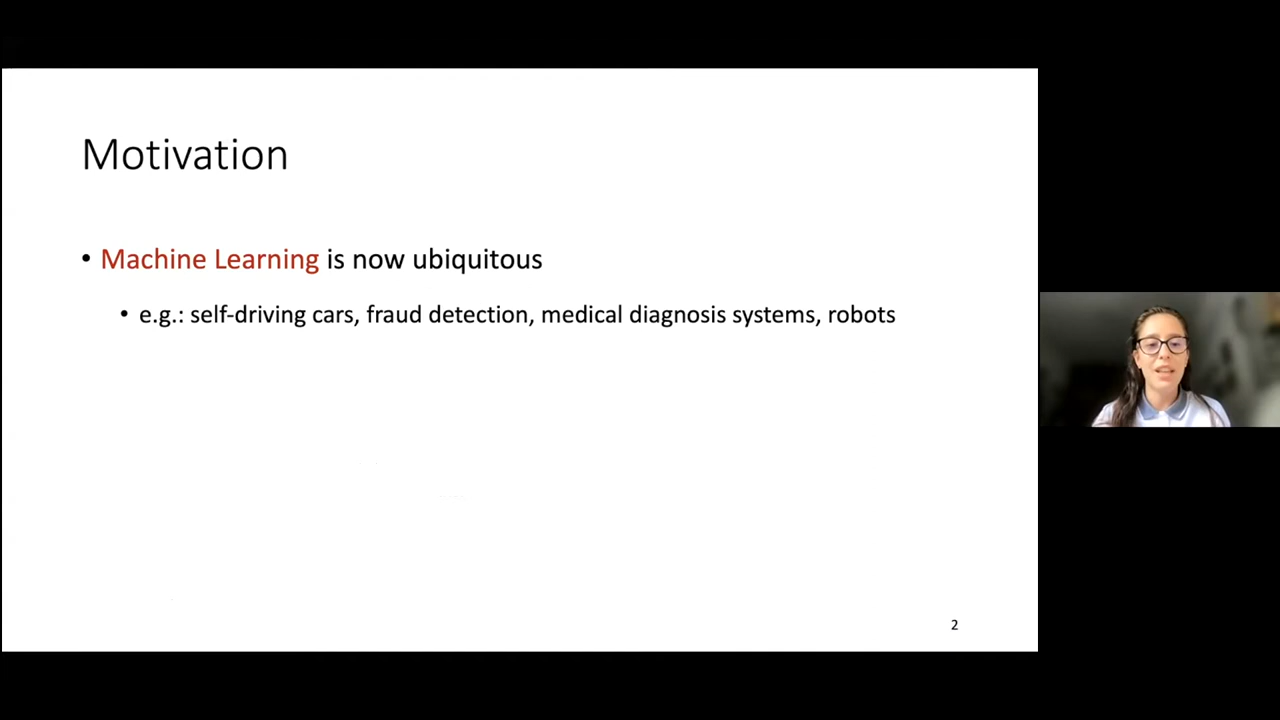 Motivation
• Machine Learning is now ubiquitous
• e.g.: self-driving cars, fraud detection, medical diagnosis systems, robots
2